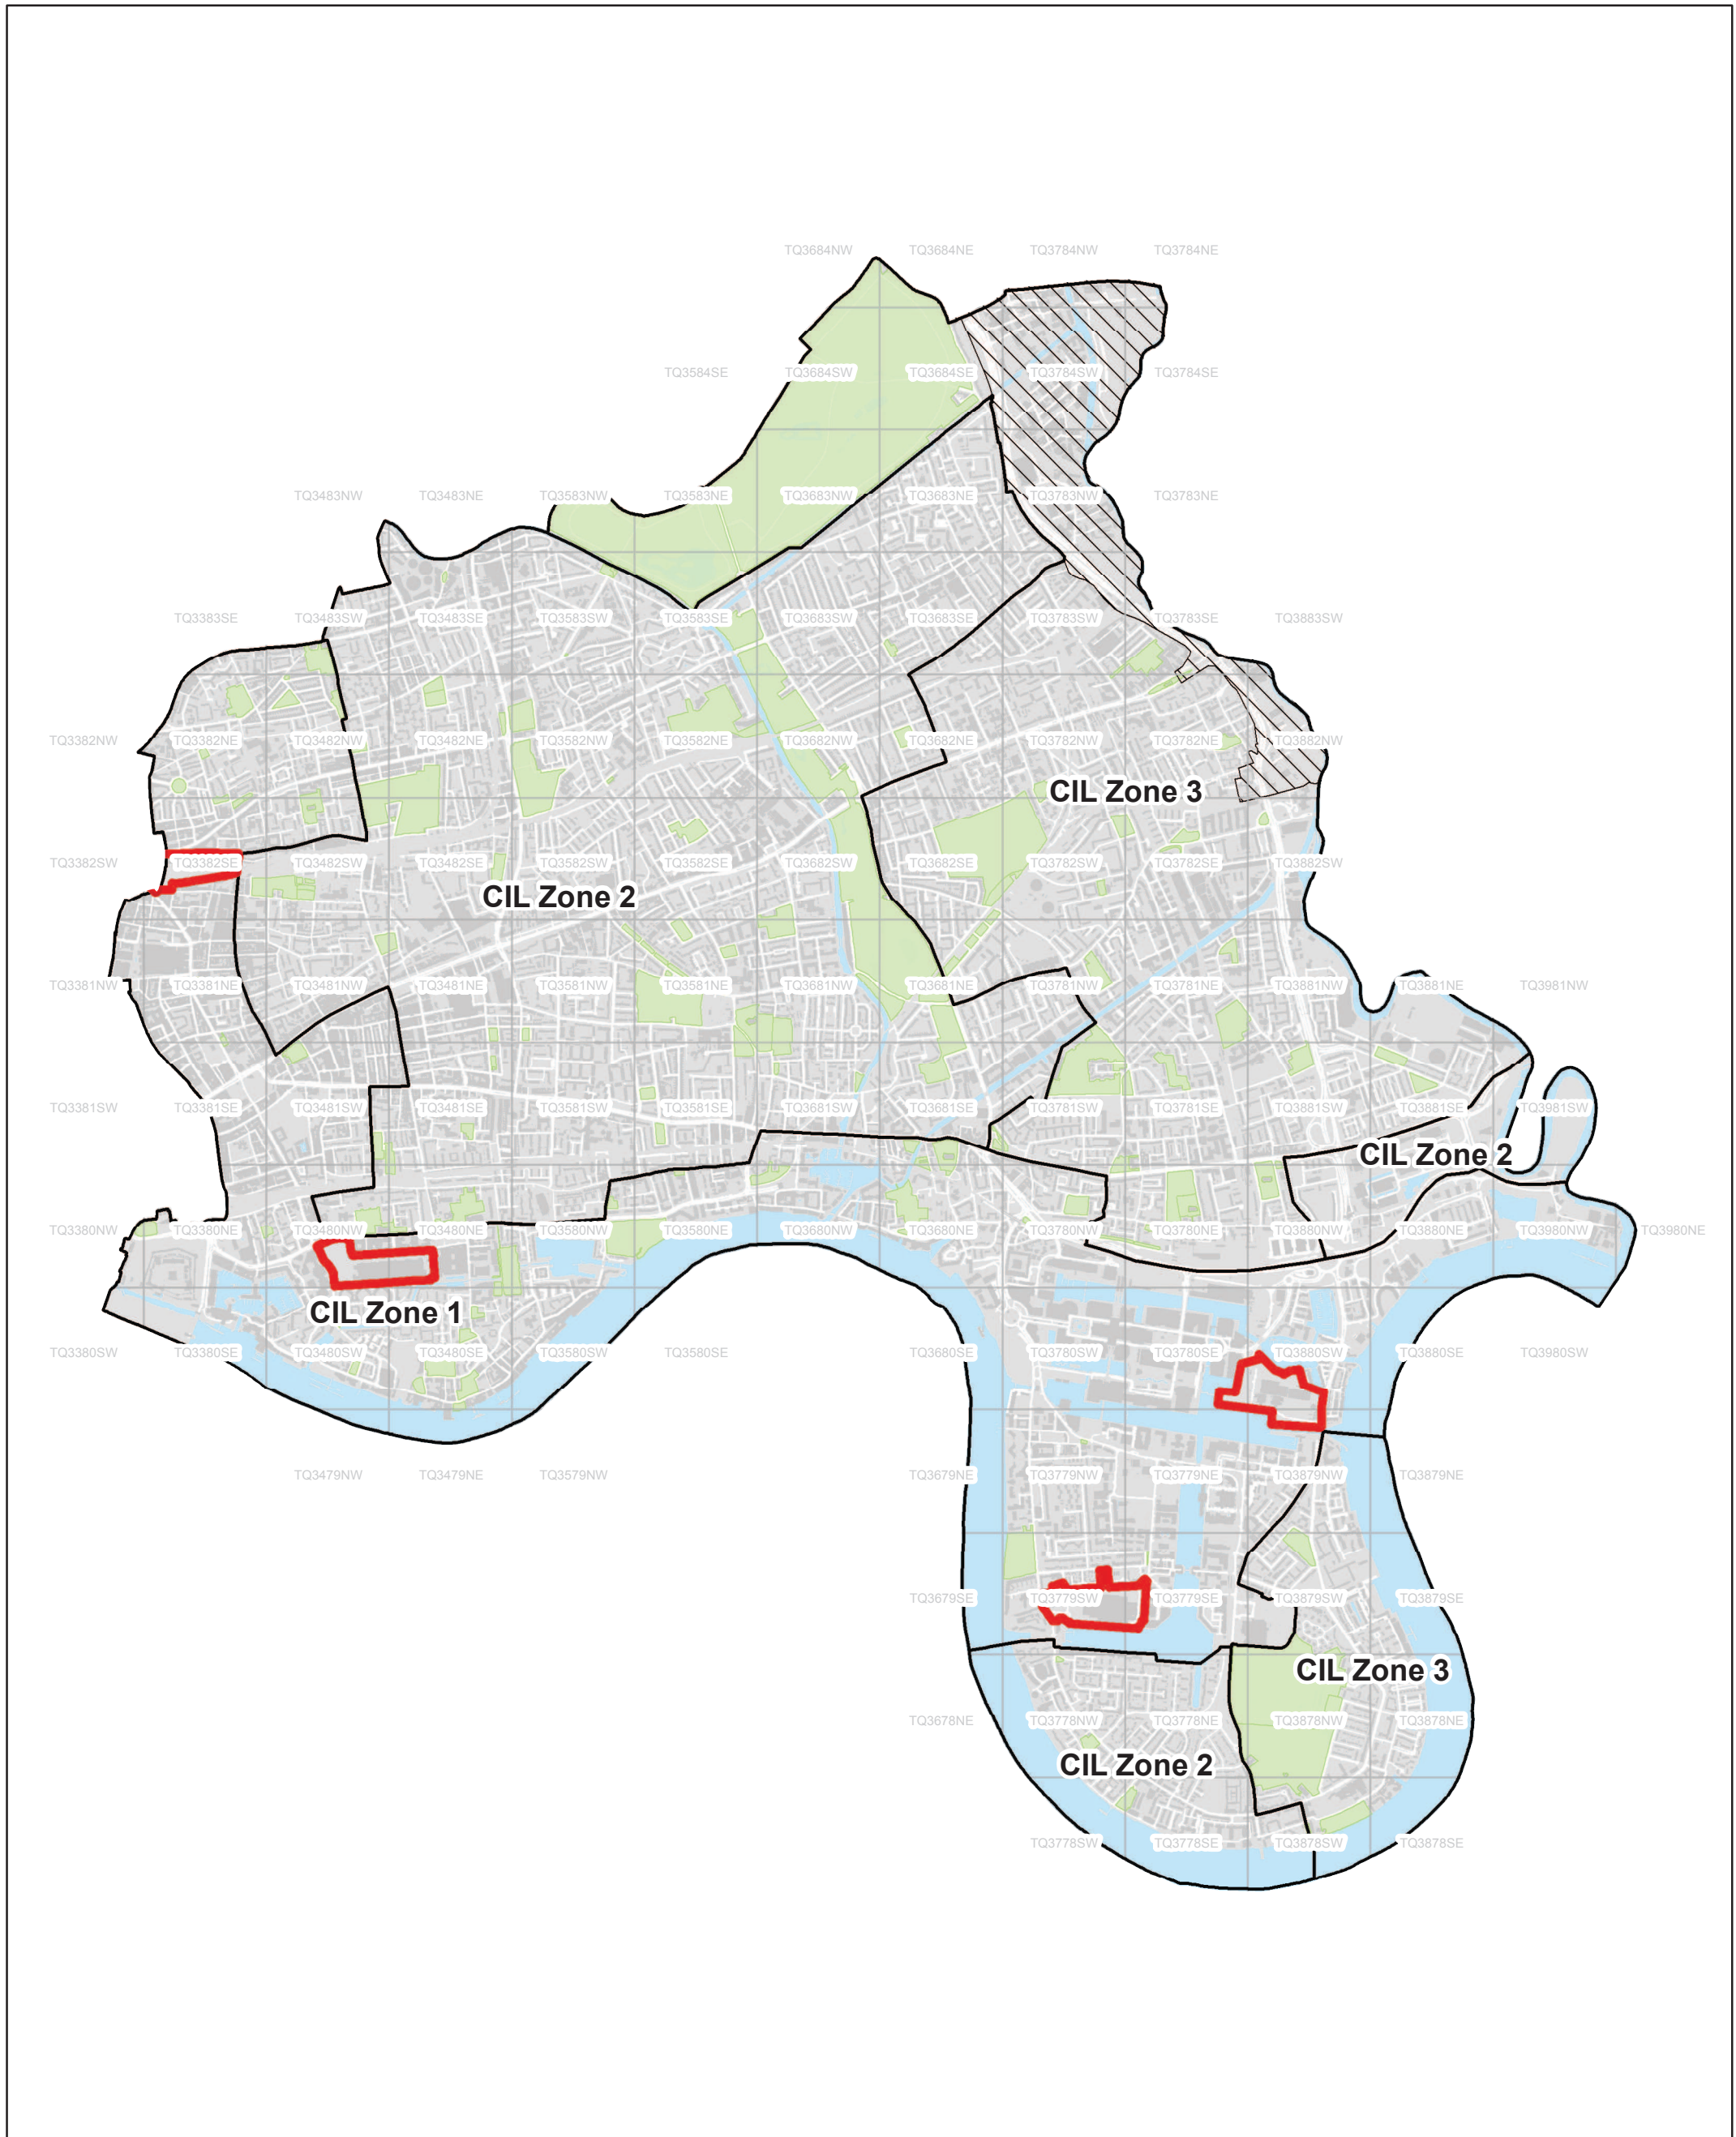 TQ3684NW TQ3684NE TQ3784NW TQ3784NE
TQ3584SE TQ3684SW TQ3684SE TQ3784SW TQ3784SE
TQ3483NW TQ3483NE TQ3583NW TQ3583NE TQ3683NW TQ3683NE TQ3783NW TQ3783NE
TQ3383SE TQ3483SW TQ3483SE TQ3583SW TQ3583SE TQ3683SW TQ3683SE TQ3783SW TQ3783SE TQ3883SW
TQ3382NW TQ3382NE TQ3482NW TQ3482NE TQ3582NW TQ3582NE TQ3682NW TQ3682NE TQ3782NW TQ3782NE TQ3882NW
CIL Zone 3
TQ3382SW TQ3382SE TQ3482SW TQ3482SE TQ3582SW TQ3582SE TQ3682SW TQ3682SE TQ3782SW TQ3782SE TQ3882SW
CIL Zone 2
TQ3381NW TQ3381NE TQ3481NW TQ3481NE TQ3581NW TQ3581NE TQ3681NW TQ3681NE TQ3781NW TQ3781NE TQ3881NW TQ3881NE TQ3981NW
TQ3381SW TQ3381SE TQ3481SW TQ3481SE TQ3581SW TQ3581SE TQ3681SW TQ3681SE TQ3781SW TQ3781SE TQ3881SW TQ3881SE TQ3981SW
CIL Zone 2
TQ3380NW TQ3380NE TQ3480NW TQ3480NE TQ3580NW TQ3580NE TQ3680NW TQ3680NE TQ3780NW TQ3780NE TQ3880NW TQ3880NE TQ3980NW TQ3980NE
CIL Zone 1
TQ3380SW TQ3380SE TQ3480SW TQ3480SE TQ3580SW TQ3580SE TQ3680SE TQ3780SW TQ3780SE TQ3880SW TQ3880SE TQ3980SW
TQ3479NW TQ3479NE TQ3579NW TQ3679NE TQ3779NW TQ3779NE TQ3879NW TQ3879NE
TQ3679SE TQ3779SW TQ3779SE TQ3879SW TQ3879SE
CIL Zone 3
TQ3678NE TQ3778NW TQ3778NE TQ3878NW TQ3878NE
CIL Zone 2
TQ3778SW TQ3778SE TQ3878SW TQ3878SE